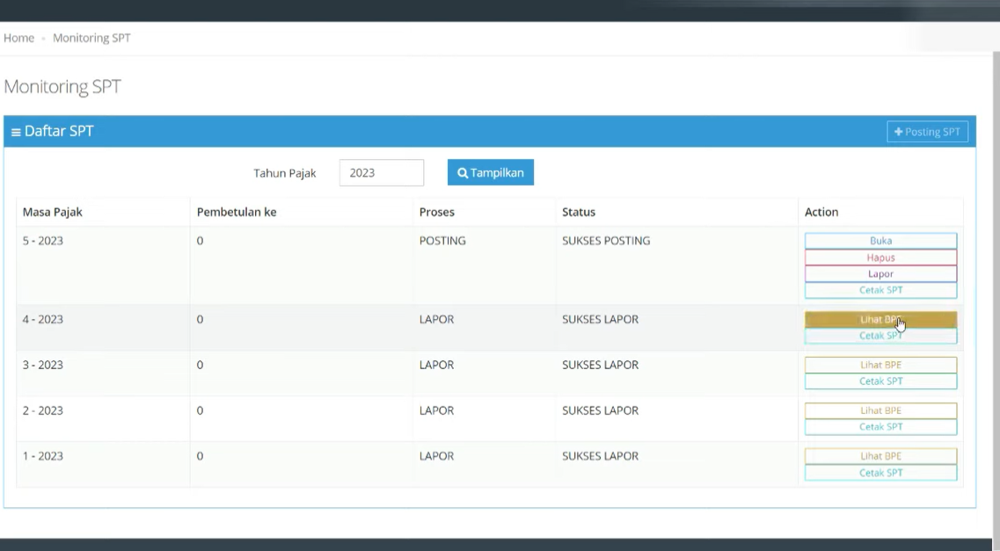 Home Monitoring SPT
Monitoring SPT
Daftar SPT + Posting SPT
Tahun Pajak 2023 Tampilkan
Masa Pajak Pembetulan ke Proses Status Action
5 - 2023 0 POSTING SUKSES POSTING Buka
Hapus
Lapor
Cetak SPT
4 - 2023 0 LAPOR SUKSES LAPOR Lihat BPE
Cetak SPT
3 - 2023 0 LAPOR SUKSES LAPOR Lihat BPE
Cetak SPT
2 - 2023 0 LAPOR SUKSES LAPOR Lihat BPE
Cetak SPT
1 - 2023 0 LAPOR SUKSES LAPOR Lihat BPE
Cetak SPT